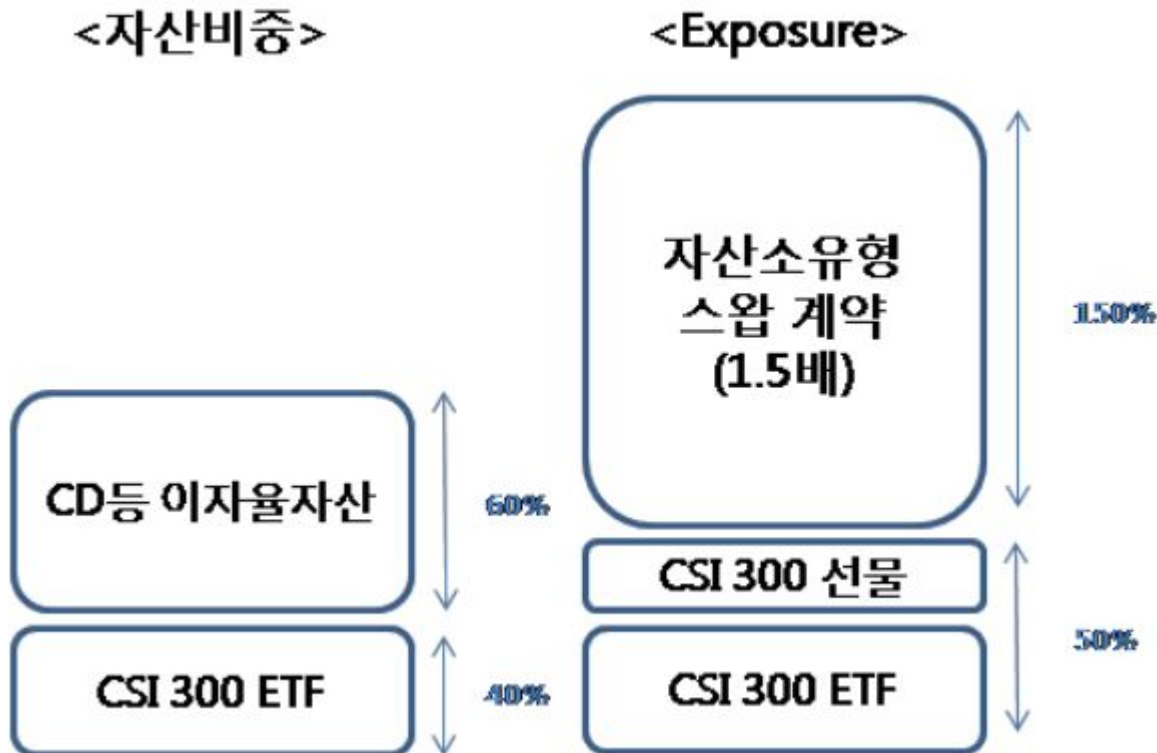 <자산비중>
<Exposure>
자산소유형
스왑 계약
(1.5배)
150%
CD등 이자율자산
60%
CSI 300 선물
50%
CSI 300 ETF
40%
CSI 300 ETF